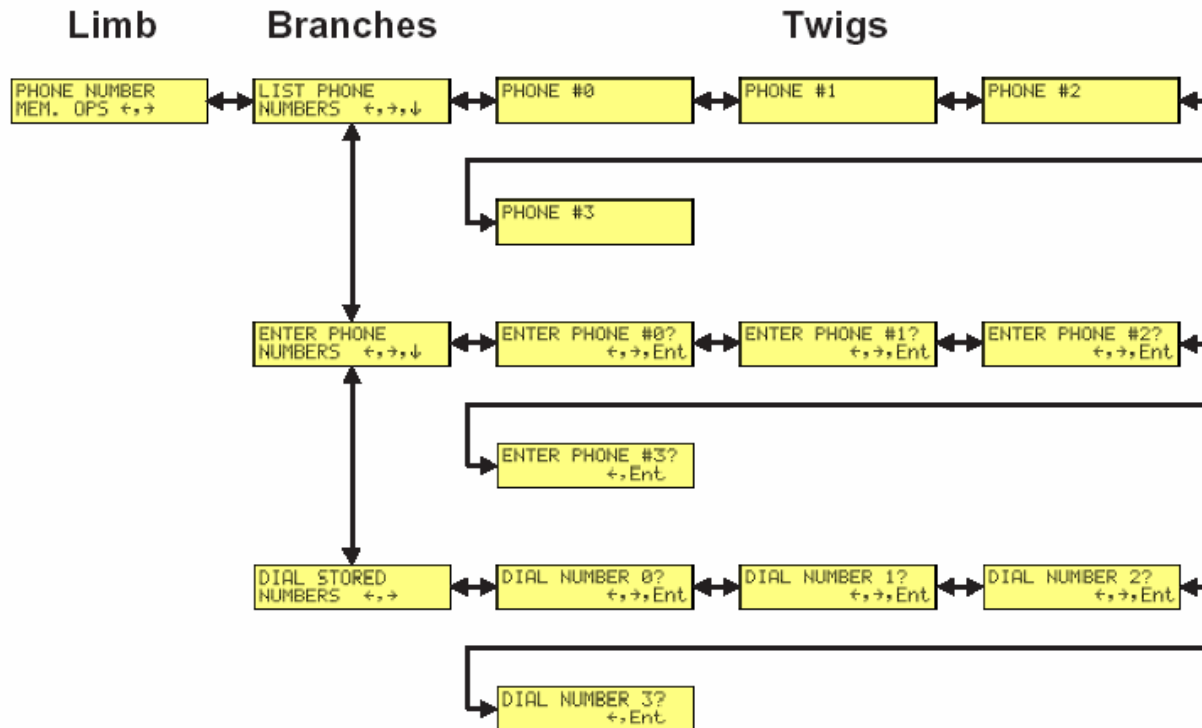 Limb Branches Twigs
PHONE NUMBER
MEM. OPS ←,→
LIST PHONE
NUMBERS ←,→,↓
PHONE #0
PHONE #1
PHONE #2
PHONE #3
ENTER PHONE
NUMBERS ←,→,↓
ENTER PHONE #0?
←,→,Ent
ENTER PHONE #1?
←,→,Ent
ENTER PHONE #2?
←,→,Ent
ENTER PHONE #3?
←,Ent
DIAL STORED
NUMBERS ←,→
DIAL NUMBER 0?
←,→,Ent
DIAL NUMBER 1?
←,→,Ent
DIAL NUMBER 2?
←,→,Ent
DIAL NUMBER 3?
←,Ent